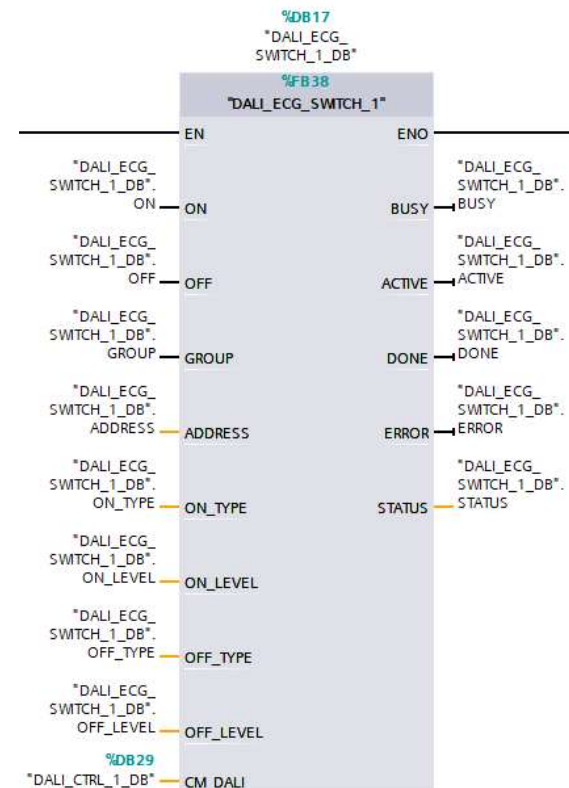 %DB17
"DALI_ECG_
SWITCH_1_DB"
%FB38
"DALI_ECG_SWITCH_1"
EN
ENO
"DALI_ECG_
SWITCH_1_DB".
ON
ON
"DALI_ECG_
SWITCH_1_DB".
BUSY
BUSY
"DALI_ECG_
SWITCH_1_DB".
OFF
OFF
"DALI_ECG_
SWITCH_1_DB".
ACTIVE
ACTIVE
"DALI_ECG_
SWITCH_1_DB".
GROUP
GROUP
"DALI_ECG_
SWITCH_1_DB".
DONE
DONE
"DALI_ECG_
SWITCH_1_DB".
ADDRESS
ADDRESS
"DALI_ECG_
SWITCH_1_DB".
ERROR
ERROR
"DALI_ECG_
SWITCH_1_DB".
ON_TYPE
ON_TYPE
"DALI_ECG_
SWITCH_1_DB".
STATUS
STATUS
"DALI_ECG_
SWITCH_1_DB".
ON_LEVEL
ON_LEVEL
"DALI_ECG_
SWITCH_1_DB".
OFF_TYPE
OFF_TYPE
"DALI_ECG_
SWITCH_1_DB".
OFF_LEVEL
OFF_LEVEL
%DB29
"DALI_CTRL_1_DB"
CM_DALI